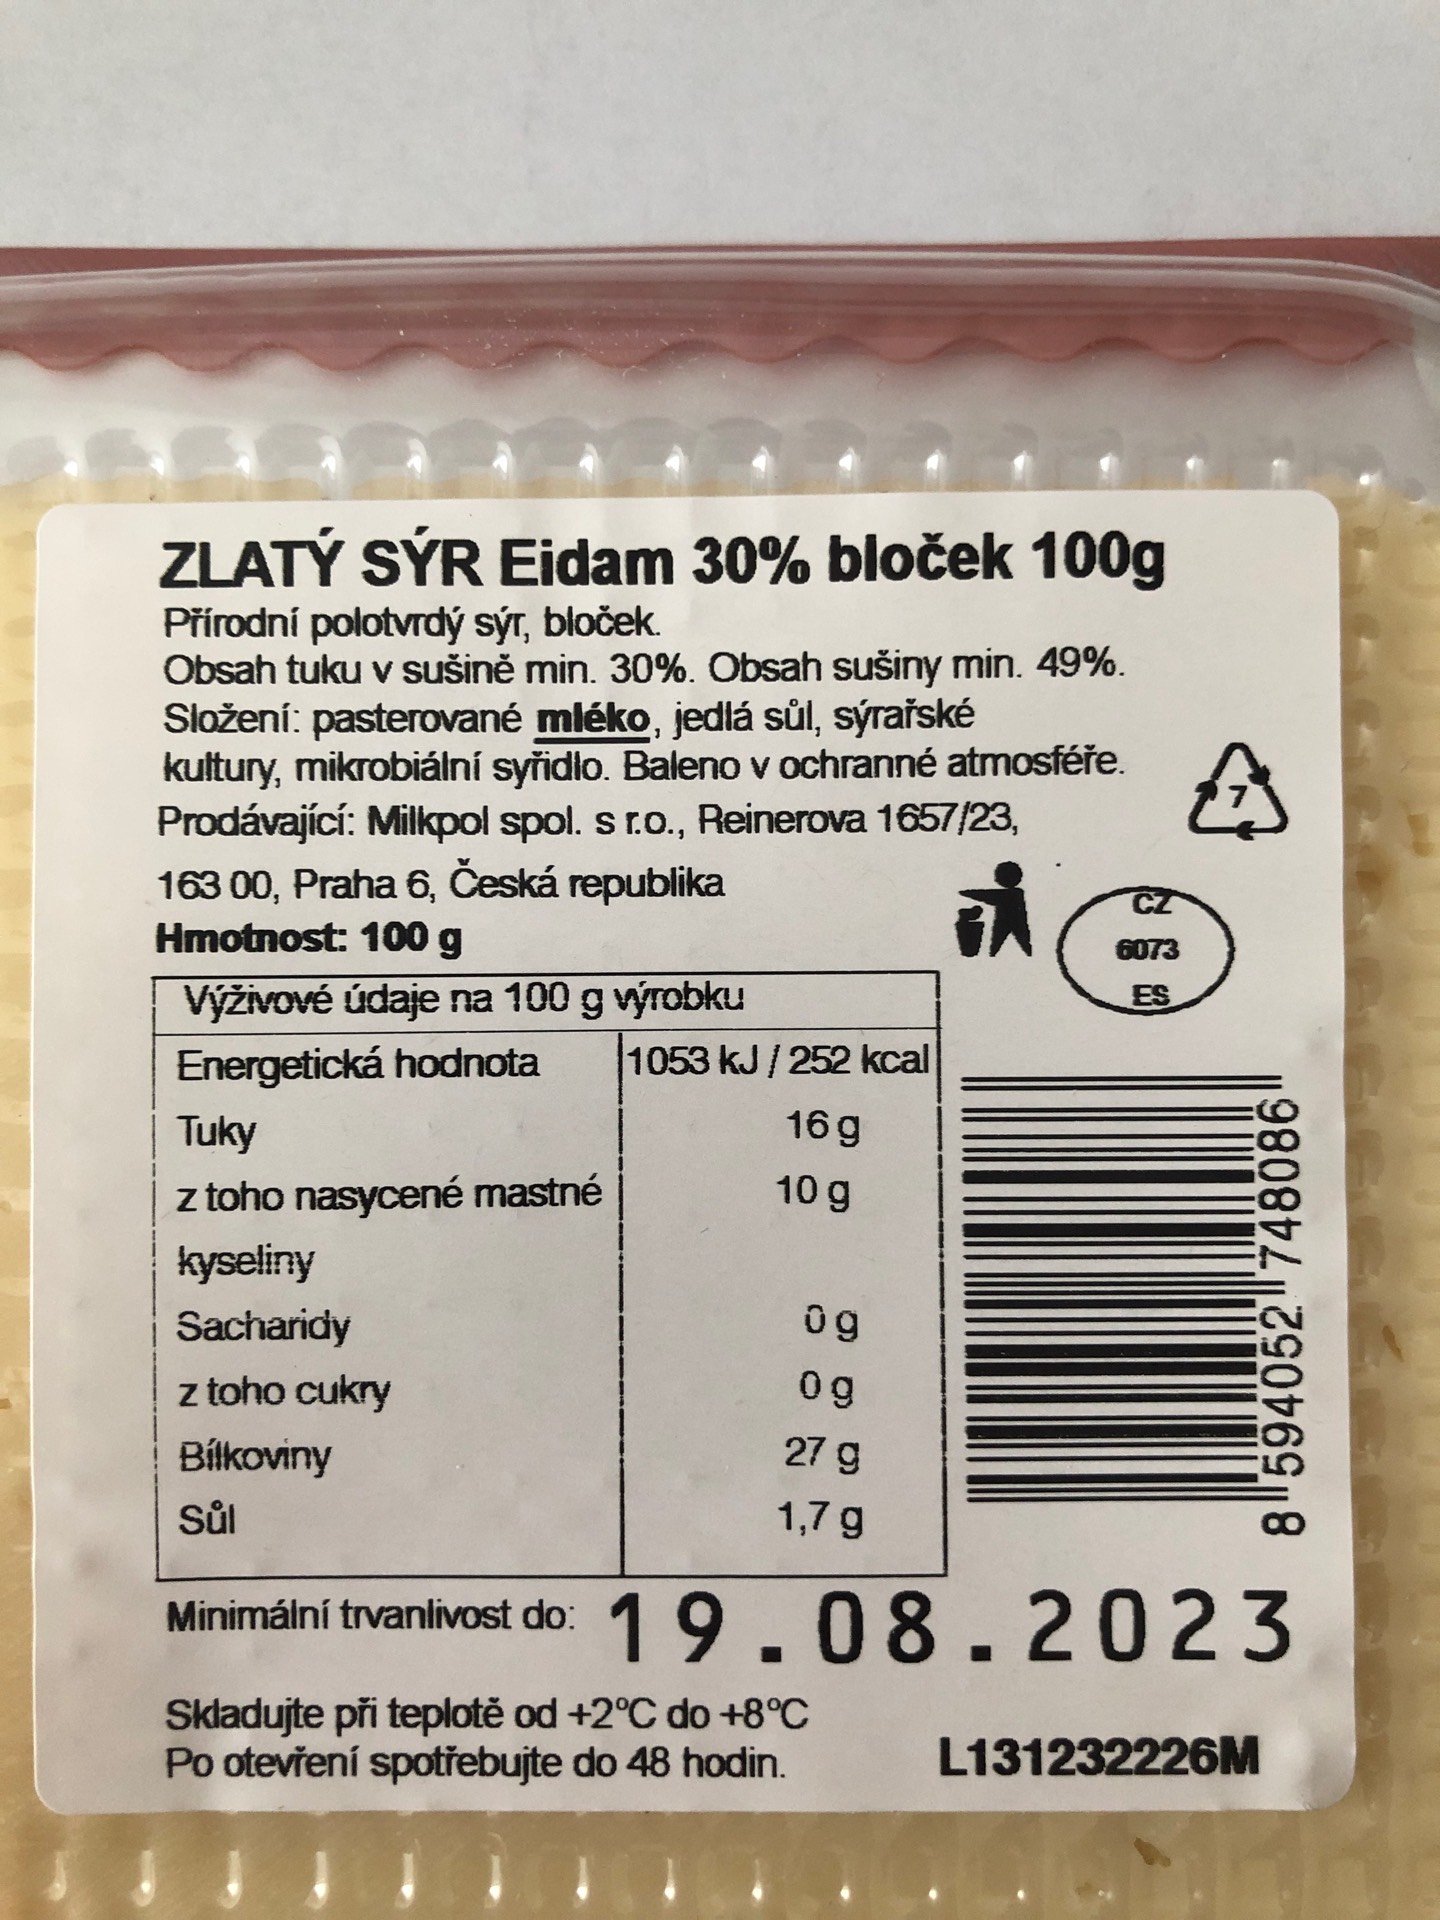 ZLATÝ SÝR Eidam 30% bloček 100g
Přírodní polotvrdý sýr, bloček.
Obsah tuku v sušině min. 30%. Obsah sušiny min. 49%.
Složení: pasterované mléko, jedlá sůl, sýrařské
kultury, mikrobiální syřidlo. Baleno v ochranné atmosféře.
Prodávající: Milkpol spol. s r.o., Reinerova 1657/23,
163 00, Praha 6, Česká republika
Hmotnost: 100 g
7
CZ
6073
ES
Výživové údaje na 100 g výrobku
Energetická hodnota 1053 kJ / 252 kcal
Tuky 16 g
z toho nasycené mastné 10 g
kyseliny
Sacharidy 0 g
z toho cukry 0 g
Bílkoviny 27 g
Sůl 1,7 g
8 594052 748086
Minimální trvanlivost do: 19.08.2023
Skladujte při teplotě od +2°C do +8°C
Po otevření spotřebujte do 48 hodin.
L131232226M